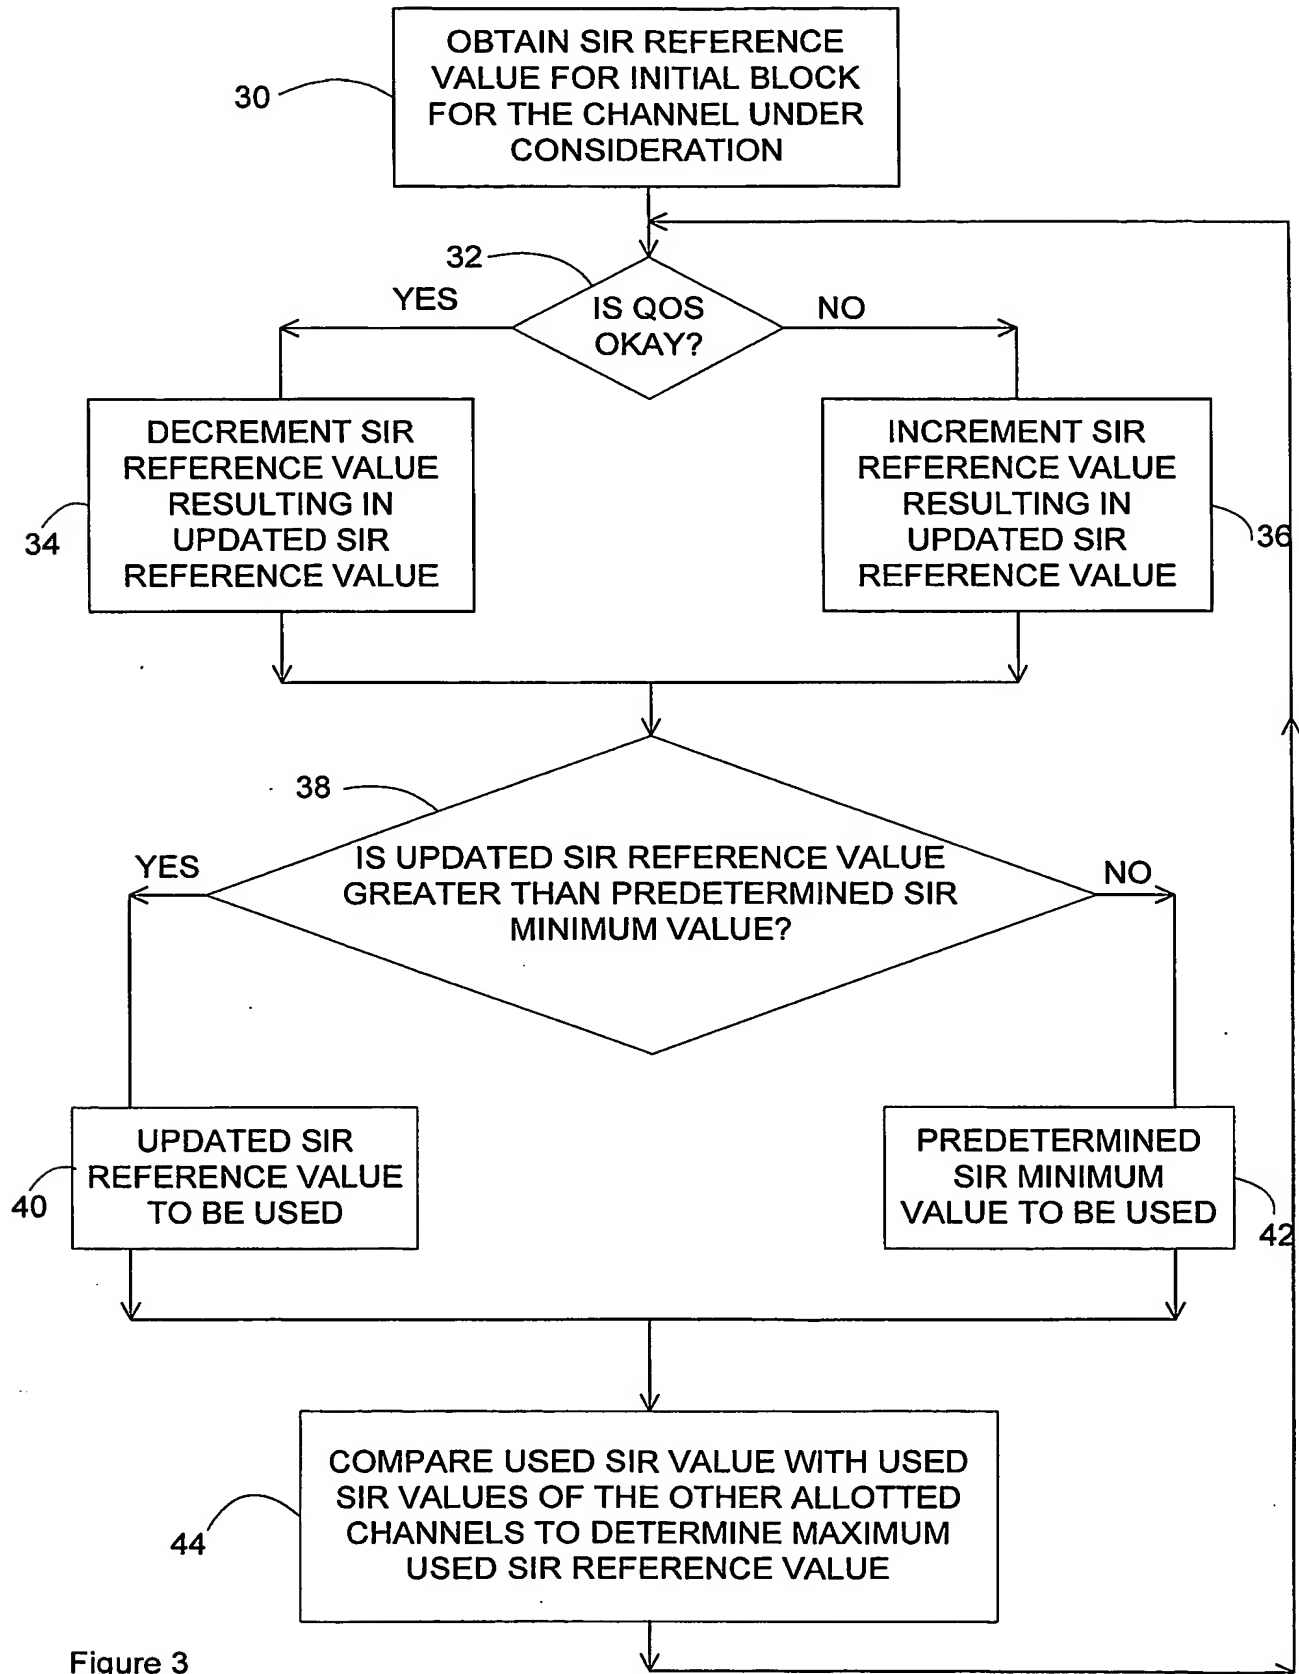 OBTAIN SIR REFERENCE
VALUE FOR INITIAL BLOCK
FOR THE CHANNEL UNDER
CONSIDERATION
30
32
YES
IS QOS
OKAY?
NO
DECREMENT SIR
REFERENCE VALUE
RESULTING IN
UPDATED SIR
REFERENCE VALUE
34
INCREMENT SIR
REFERENCE VALUE
RESULTING IN
UPDATED SIR
REFERENCE VALUE
36
38
YES
IS UPDATED SIR REFERENCE VALUE
GREATER THAN PREDETERMINED SIR
MINIMUM VALUE?
NO
UPDATED SIR
REFERENCE VALUE
TO BE USED
40
PREDETERMINED
SIR MINIMUM
VALUE TO BE USED
42
COMPARE USED SIR VALUE WITH USED
SIR VALUES OF THE OTHER ALLOTTED
CHANNELS TO DETERMINE MAXIMUM
USED SIR REFERENCE VALUE
44
Figure 3